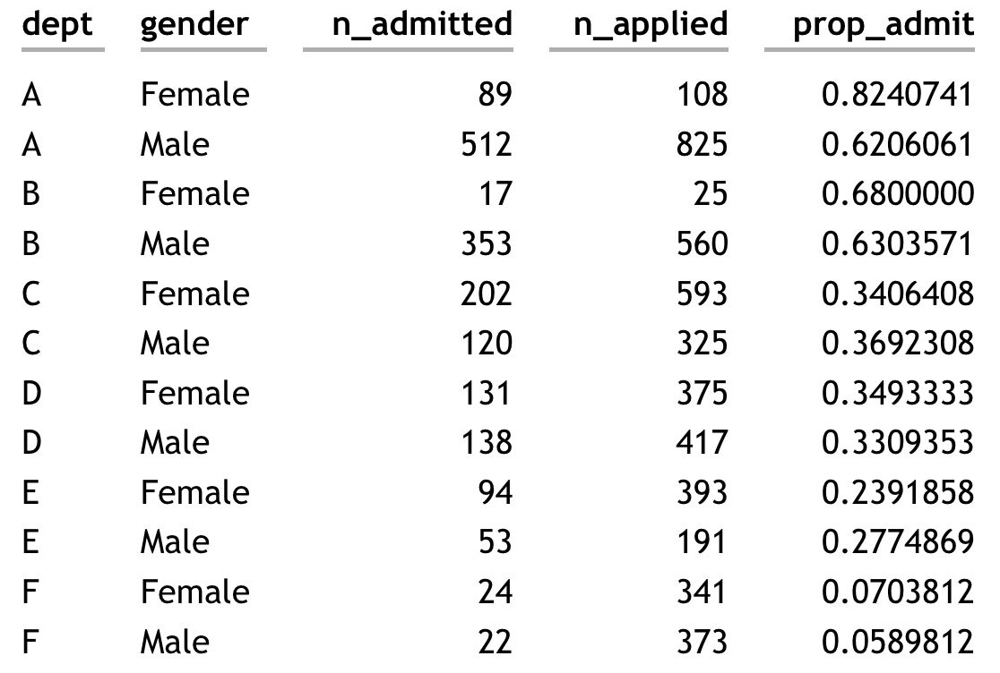 dept gender n_admitted n_applied prop_admit
A Female 89 108 0.8240741
A Male 512 825 0.6206061
B Female 17 25 0.6800000
B Male 353 560 0.6303571
C Female 202 593 0.3406408
C Male 120 325 0.3692308
D Female 131 375 0.3493333
D Male 138 417 0.3309353
E Female 94 393 0.2391858
E Male 53 191 0.2774869
F Female 24 341 0.0703812
F Male 22 373 0.0589812